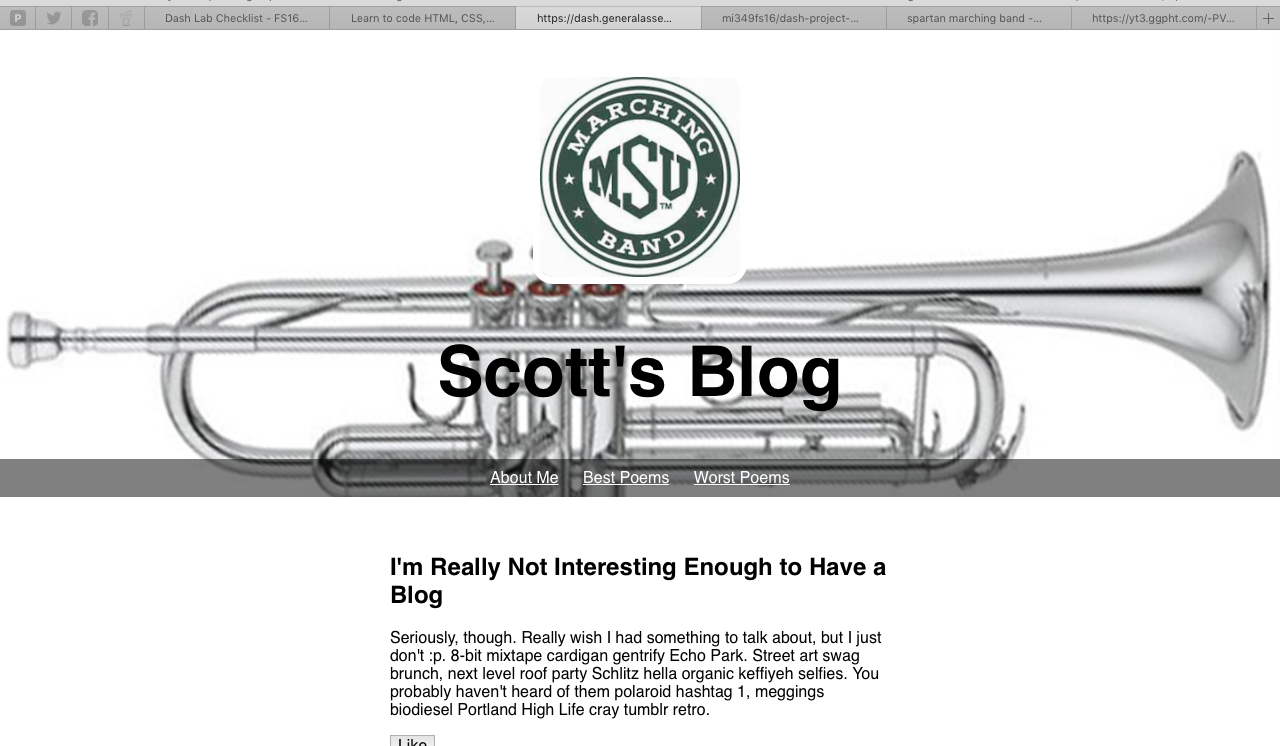 Dash Lab Checklist - FS16...
Learn to code HTML, CSS,...
https://dash.generalasse...
mi349fs16/dash-project-...
spartan marching band -...
https://yt3.ggpht.com/-PV...
MARCHING
MSU
TM
BAND
Scott's Blog
About Me Best Poems Worst Poems
I'm Really Not Interesting Enough to Have a
Blog
Seriously, though. Really wish I had something to talk about, but I just
don't :p. 8-bit mixtape cardigan gentrify Echo Park. Street art swag
brunch, next level roof party Schlitz hella organic keffiyeh selfies. You
probably haven't heard of them polaroid hashtag 1, meggings
biodiesel Portland High Life cray tumblr retro.
Like